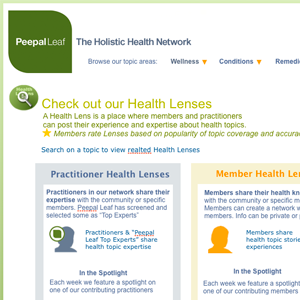 Peepal Leaf
The Holistic Health Network
Browse our topic areas: Wellness Conditions Remedi
Health
Check out our Health Lenses
A Health Lens is a place where members and practitioners
can post their experience and expertise about health topics.
Members rate Lenses based on popularity of topic coverage and accura
Search on a topic to view realted Health Lenses
Practitioner Health Lenses
Practitioners in our network share their
expertise with the community or specific
members. Peepal Leaf has screened and
selected some as "Top Experts"
Practitioners & "Peepal
Leaf Top Experts" share
health topic expertise
In the Spotlight
Each week we feature a spotlight on
one of our contributing practitioners
Member Health Le
Members share their health kn
with the community or specific m
Members can create a network o
members. Info can be private or p
Members share
health topic storie
experiences
In the Spotlight
Each week we feature a spotligh
one of our contributing members